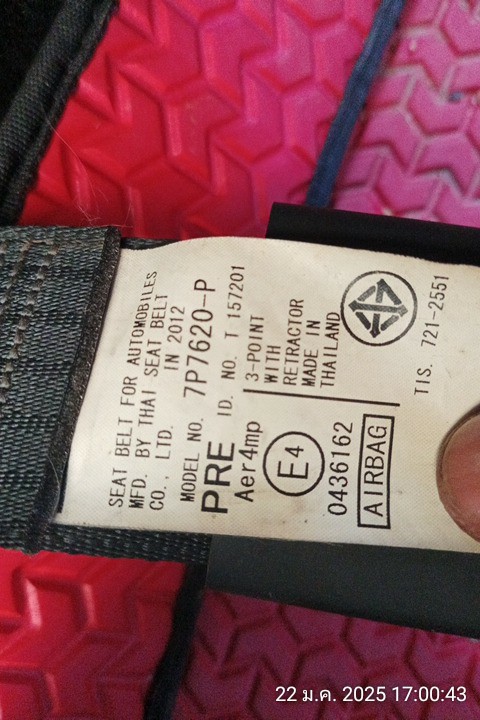 SEAT BELT FOR AUTOMOBILES
MFD. BY THAI SEAT BELT
CO., LTD. IN 2012
MODEL NO. 7P7620-P
PRE ID. NO. T 157201
Aer4mp
E4
0436162
AIRBAG
3-POINT
WITH
RETRACTOR
MADE IN
THAILAND
TIS. 721-2551
22 ม.ค. 2025 17:00:43